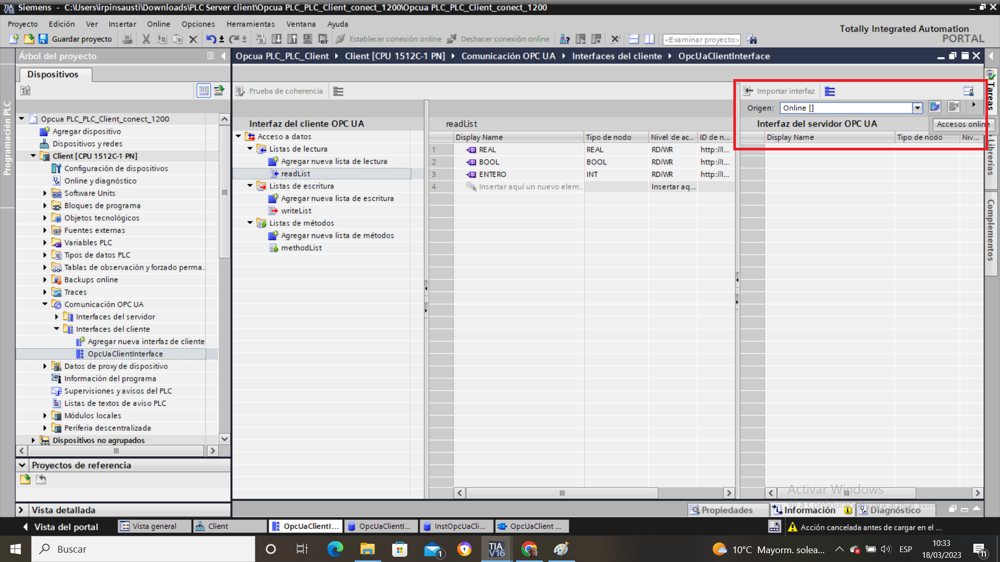 Siemens - C:\Users\irpinsausti\Downloads\PLC Server client\Opcua PLC_PLC_Client_conect_1200\Opcua PLC_PLC_Client_conect_1200
Proyecto Edición Ver Insertar Online Opciones Herramientas Ventana Ayuda
Totally Integrated Automation
PORTAL
Guardar proyecto Establecer conexión online Deshacer conexión online <Examinar proyecto>
Árbol del proyecto
Opcua PLC_PLC_Client Client [CPU 1512C-1 PN] Comunicación OPC UA Interfaces del cliente OpcUaClientInterface
Dispositivos
Programación PLC
Opcua PLC_PLC_Client_conect_1200
Agregar dispositivo
Dispositivos y redes
Client [CPU 1512C-1 PN]
Configuración de dispositivos
Online y diagnóstico
Software Units
Bloques de programa
Objetos tecnológicos
Fuentes externas
Variables PLC
Tipos de datos PLC
Tablas de observación y forzado perma..
Backups online
Traces
Comunicación OPC UA
Interfaces del servidor
Interfaces del cliente
Agregar nueva interfaz de cliente
OpcUaClientInterface
Datos de proxy de dispositivo
Información del programa
Supervisiones y avisos del PLC
Listas de textos de aviso PLC
Módulos locales
Periferia descentralizada
Dispositivos no agrupados
Proyectos de referencia
Vista detallada
Prueba de coherencia
Interfaz del cliente OPC UA
Acceso a datos
Listas de lectura
Agregar nueva lista de lectura
readList
Listas de escritura
Agregar nueva lista de escritura
writeList
Listas de métodos
Agregar nueva lista de métodos
methodList
readList
Display Name Tipo de nodo Nivel de ac... ID de n...
1 REAL REAL RD/WR http://I...
2 BOOL BOOL RD/WR http://I...
3 ENTERO INT RD/WR http://I...
4 Insertar aquí un nuevo elem.. Insertar aq...
Importar interfaz
Origen: Online []
Accesos online
Interfaz del servidor OPC UA
Display Name Tipo de nodo Niv...
Tareas
Librerías
Complementos
Activar Windows
Ve a Configuración para activar Windows.
Propiedades Información Diagnóstico
Vista del portal Vista general Client OpcUaClientI... OpcUaClientI... InstOpcUaCli... OpcUaClient ... Acción cancelada antes de cargar en el ...
Buscar TIA V16 1 10°C Mayorm. solea... ESP 10:33
18/03/2023 11